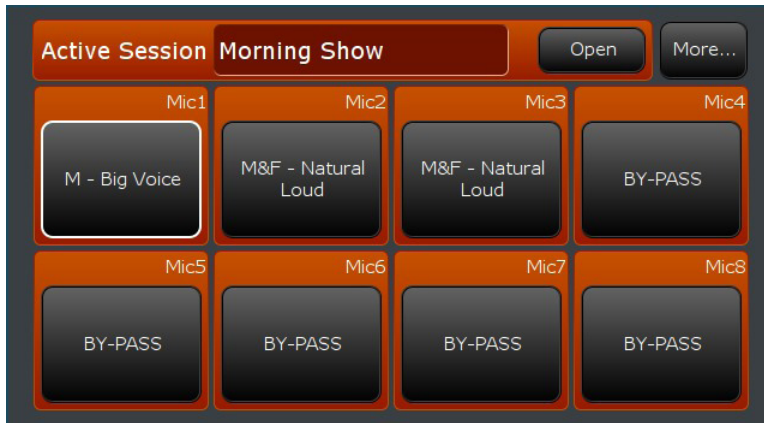 Active Session Morning Show Open More...
Mic1 Mic2 Mic3 Mic4
M - Big Voice
M&F - Natural
Loud
M&F - Natural
Loud
BY-PASS
Mic5 Mic6 Mic7 Mic8
BY-PASS BY-PASS BY-PASS BY-PASS